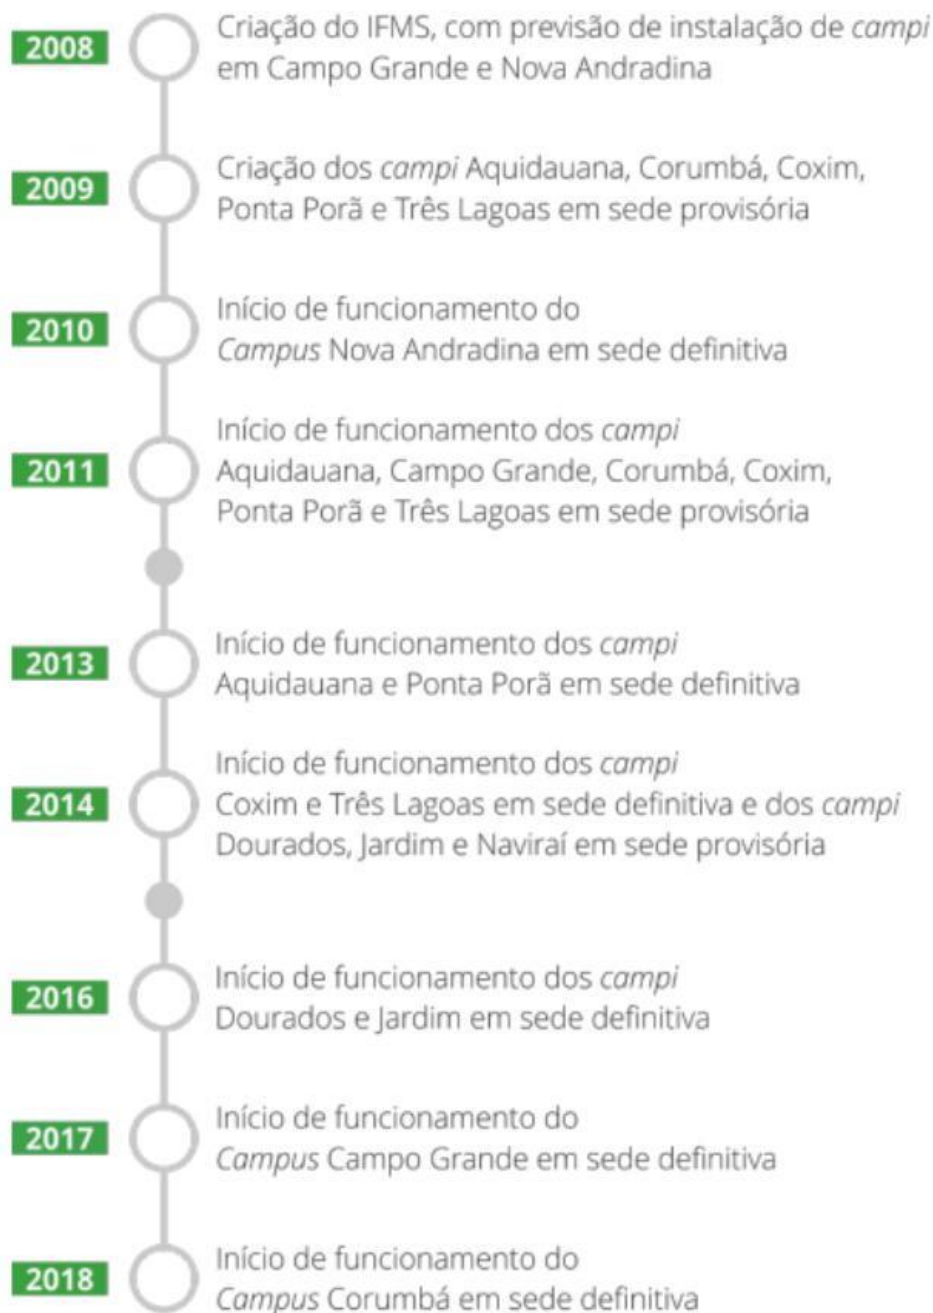 2008
Criação do IFMS, com previsão de instalação de campi
em Campo Grande e Nova Andradina
2009
Criação dos campi Aquidauana, Corumbá, Coxim,
Ponta Porã e Três Lagoas em sede provisória
2010
Início de funcionamento do
Campus Nova Andradina em sede definitiva
2011
Início de funcionamento dos campi
Aquidauana, Campo Grande, Corumbá, Coxim,
Ponta Porã e Três Lagoas em sede provisória
2013
Início de funcionamento dos campi
Aquidauana e Ponta Porã em sede definitiva
2014
Início de funcionamento dos campi
Coxim e Três Lagoas em sede definitiva e dos campi
Dourados, Jardim e Naviraí em sede provisória
2016
Início de funcionamento dos campi
Dourados e Jardim em sede definitiva
2017
Início de funcionamento do
Campus Campo Grande em sede definitiva
2018
Início de funcionamento do
Campus Corumbá em sede definitiva